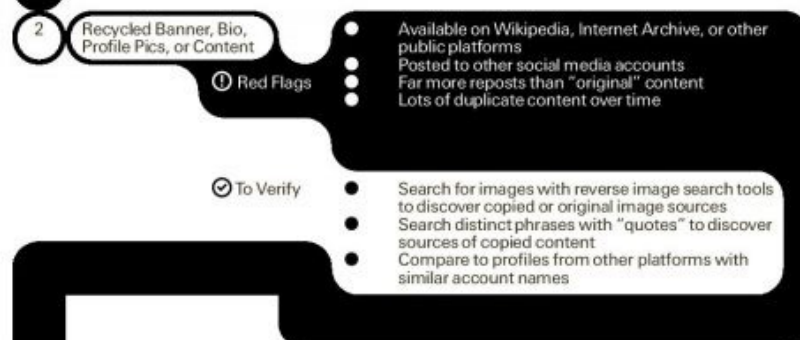 2
Recycled Banner, Bio,
Profile Pics, or Content
Red Flags
Available on Wikipedia, Internet Archive, or other
public platforms
Posted to other social media accounts
Far more reposts than "original" content
Lots of duplicate content over time
To Verify
Search for images with reverse image search tools
to discover copied or original image sources
Search distinct phrases with "quotes" to discover
sources of copied content
Compare to profiles from other platforms with
similar account names